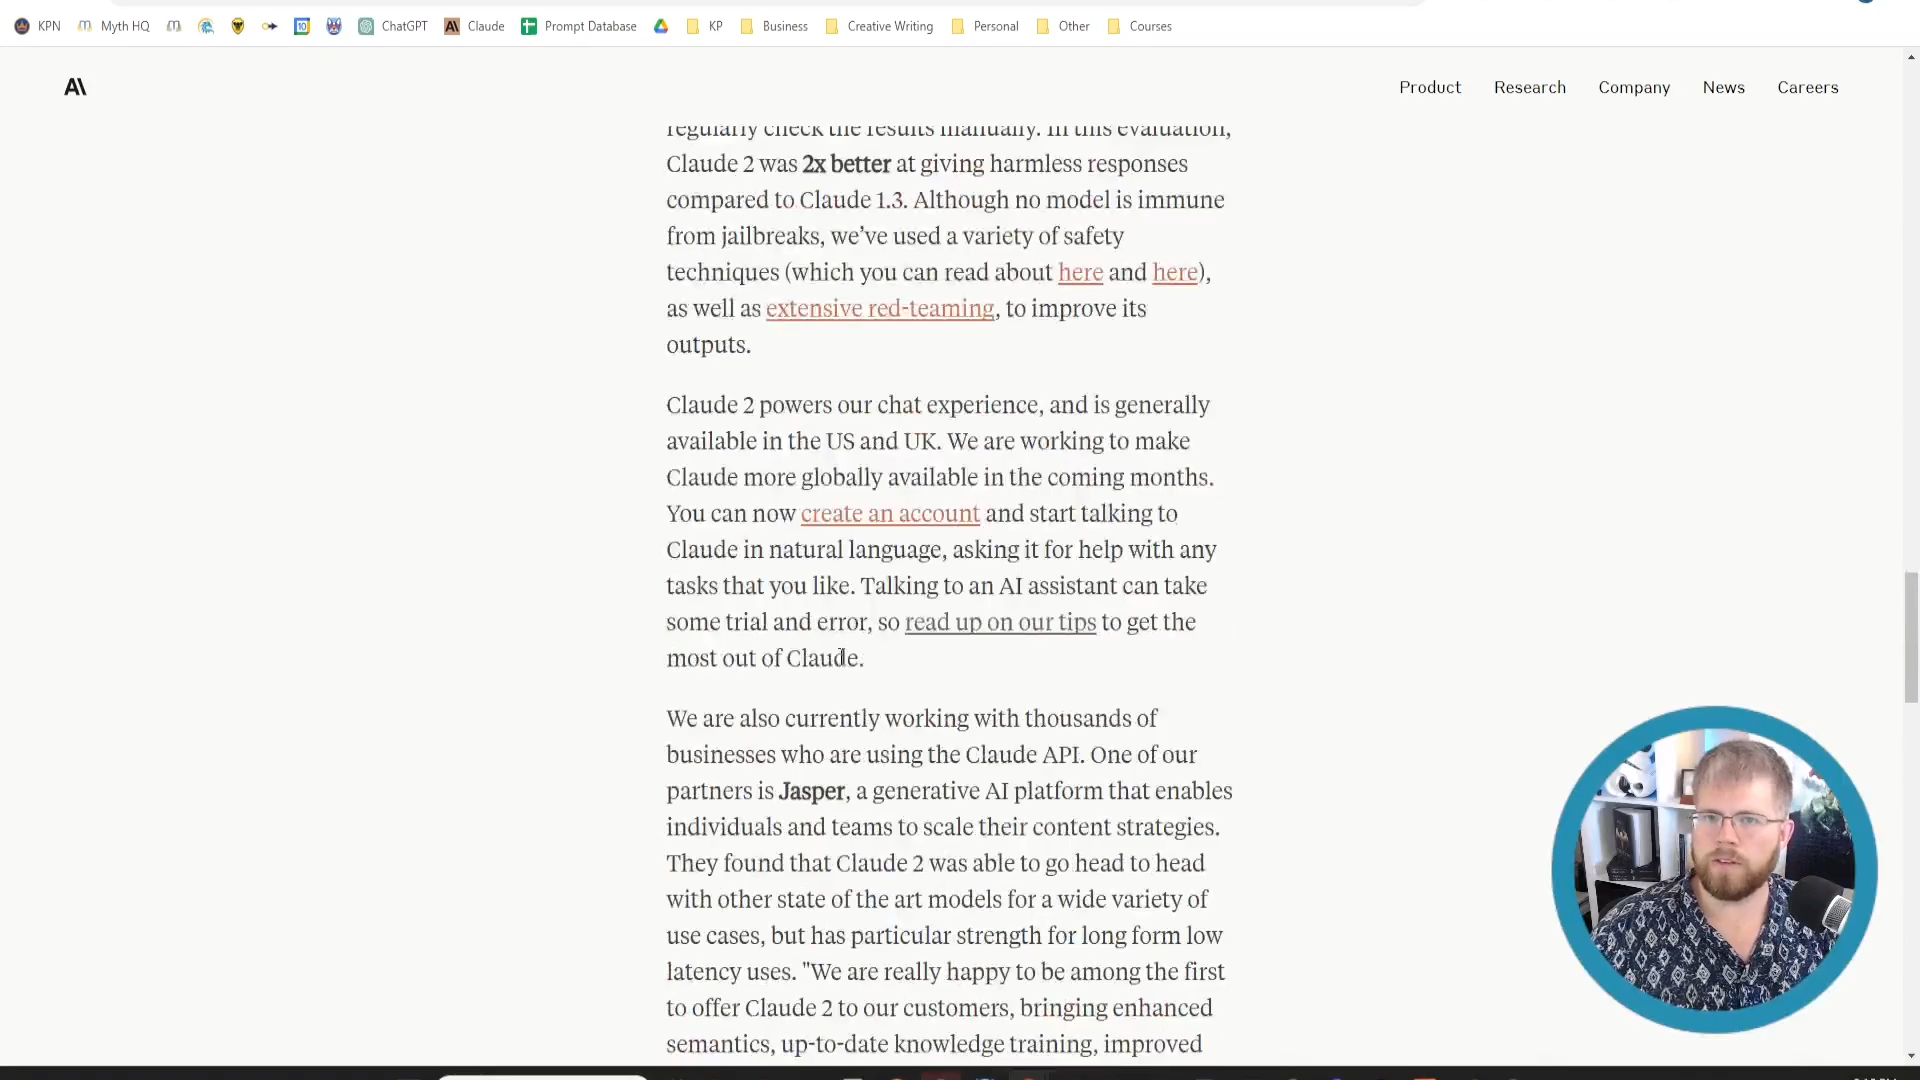 KPN Myth HQ 10 ChatGPT A\ Claude Prompt Database KP Business Creative Writing Personal Other Courses
A\ Product Research Company News Careers
regularly check the results manually. In this evaluation,
Claude 2 was 2x better at giving harmless responses
compared to Claude 1.3. Although no model is immune
from jailbreaks, we’ve used a variety of safety
techniques (which you can read about here and here),
as well as extensive red-teaming, to improve its
outputs.
Claude 2 powers our chat experience, and is generally
available in the US and UK. We are working to make
Claude more globally available in the coming months.
You can now create an account and start talking to
Claude in natural language, asking it for help with any
tasks that you like. Talking to an AI assistant can take
some trial and error, so read up on our tips to get the
most out of Claude.
We are also currently working with thousands of
businesses who are using the Claude API. One of our
partners is Jasper, a generative AI platform that enables
individuals and teams to scale their content strategies.
They found that Claude 2 was able to go head to head
with other state of the art models for a wide variety of
use cases, but has particular strength for long form low
latency uses. "We are really happy to be among the first
to offer Claude 2 to our customers, bringing enhanced
semantics, up-to-date knowledge training, improved